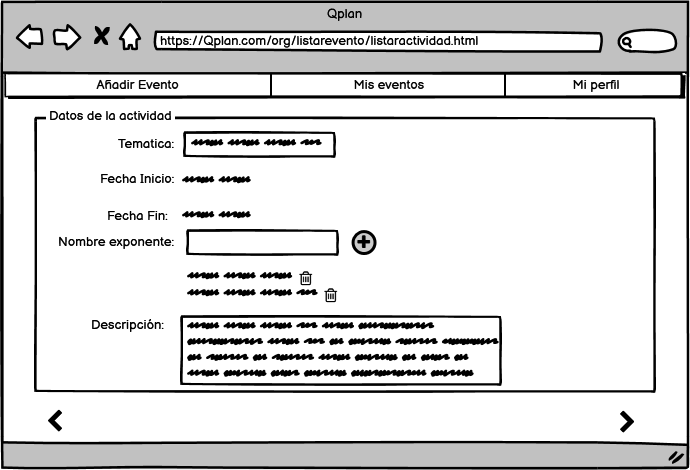 Qplan
https://Qplan.com/org/listarevento/listaractividad.html
Añadir Evento
Mis eventos
Mi perfil
Datos de la actividad
Tematica:
Fecha Inicio:
Fecha Fin:
Nombre exponente:
Descripción: